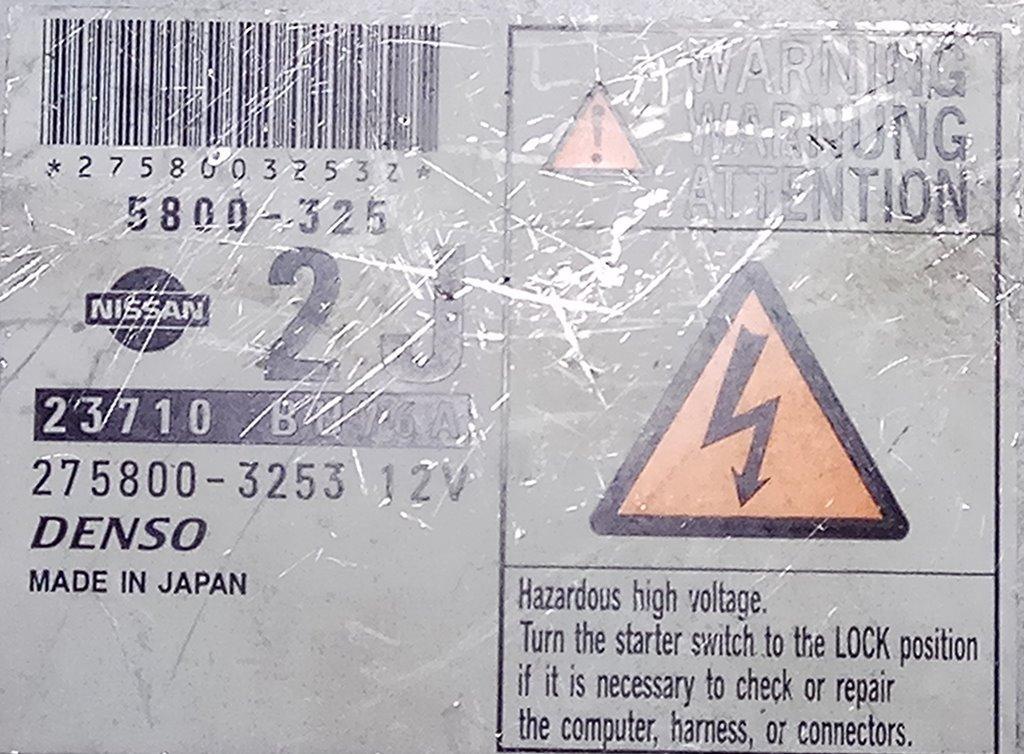 *275800032532*
5800-325
NISSAN
2J
23710
275800-3253 12V
DENSO
MADE IN JAPAN
!
WARNING
WARNUNG
ATTENTION
Hazardous high voltage.
Turn the starter switch to the LOCK position
if it is necessary to check or repair
the computer, harness, or connectors.